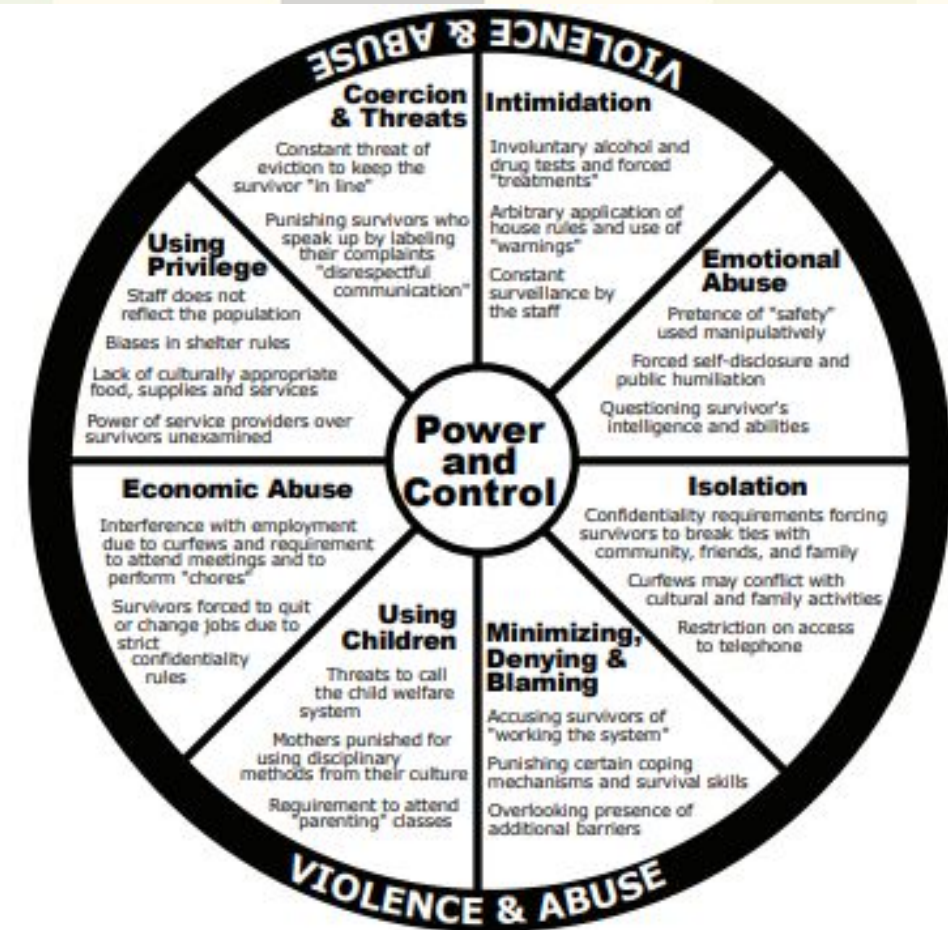 VIOLENCE & ABUSE
Coercion
& Threats
Constant threat of
eviction to keep the
survivor "in line"
Punishing survivors who
speak up by labeling
their complaints
"disrespectful
communication"
Intimidation
Involuntary alcohol and
drug tests and forced
"treatments"
Arbitrary application of
house rules and use of
"warnings"
Constant
surveillance by
the staff
Emotional
Abuse
Pretence of "safety"
used manipulatively
Forced self-disclosure and
public humiliation
Questioning survivor's
intelligence and abilities
Isolation
Confidentiality requirements forcing
survivors to break ties with
community, friends, and family
Curfews may conflict with
cultural and family activities
Restriction on access
to telephone
Minimizing,
Denying &
Blaming
Accusing survivors of
"working the system"
Punishing certain coping
mechanisms and survival skills
Overlooking presence of
additional barriers
Using
Children
Threats to call
the child welfare
system
Mothers punished for
using disciplinary
methods from their culture
Requirement to attend
"parenting" classes
Economic Abuse
Interference with employment
due to curfews and requirement
to attend meetings and to
perform "chores"
Survivors forced to quit
or change jobs due to
strict
confidentiality
rules
Using
Privilege
Staff does not
reflect the population
Biases in shelter rules
Lack of culturally appropriate
food, supplies and services
Power of service providers over
survivors unexamined
Power
and
Control
VIOLENCE & ABUSE